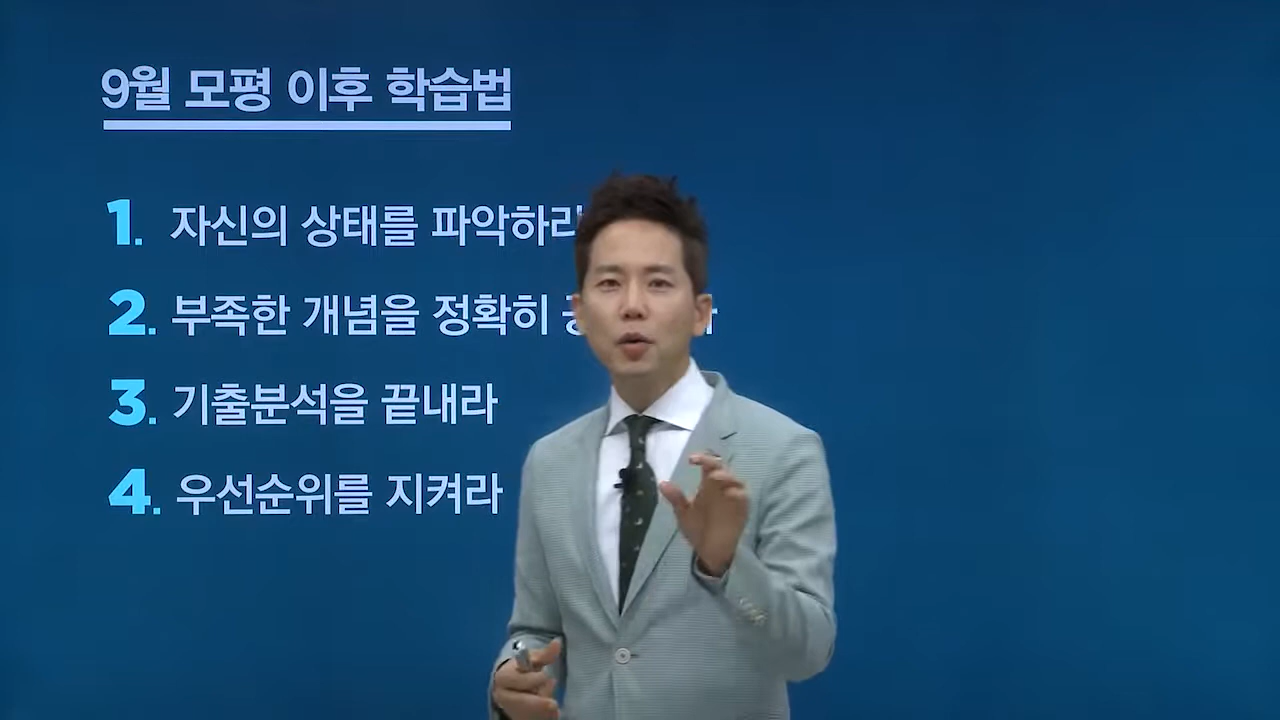 9월 모평 이후 학습법
1. 자신의 상태를 파악하라
2. 부족한 개념을 정확히
3. 기출분석을 끝내라
4. 우선순위를 지켜라